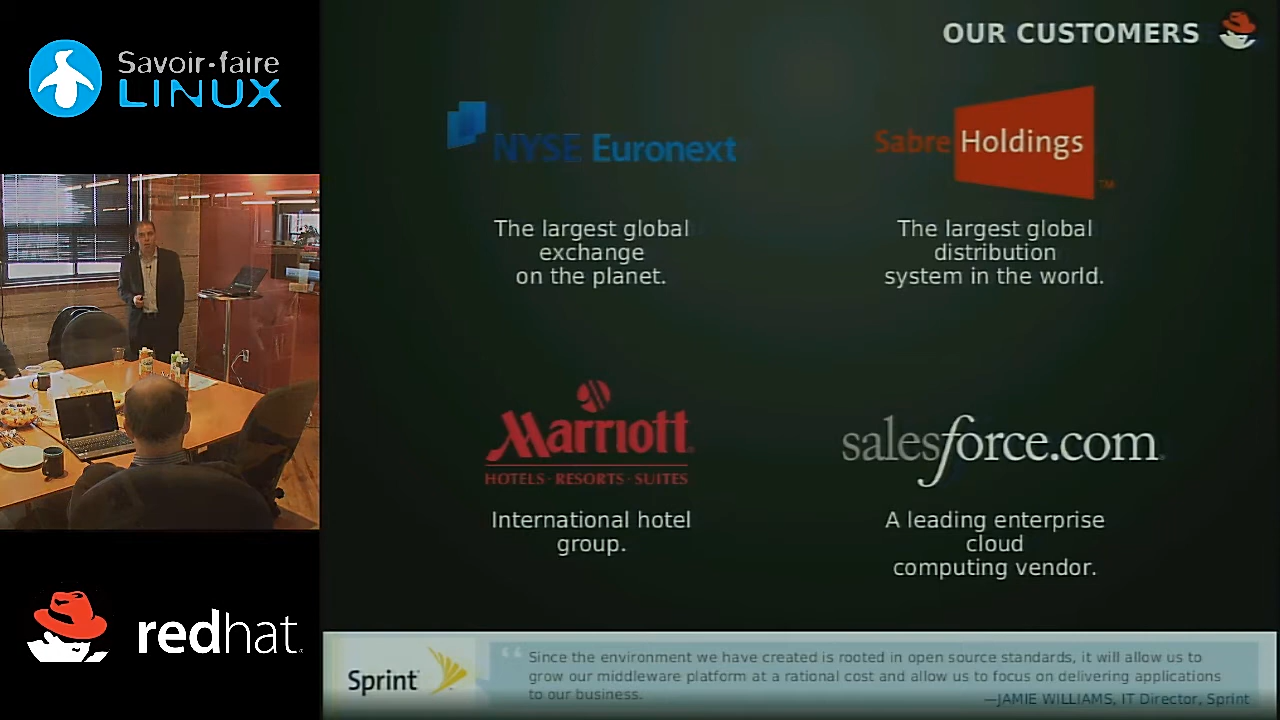 Savoir-faire
LINUX
OUR CUSTOMERS
NYSE Euronext
Sabre Holdings
TM
The largest global
exchange
on the planet.
The largest global
distribution
system in the world.
Marriott
HOTELS · RESORTS · SUITES
salesforce.com
International hotel
group.
A leading enterprise
cloud
computing vendor.
redhat.
Sprint
“ Since the environment we have created is rooted in open source standards, it will allow us to
grow our middleware platform at a rational cost and allow us to focus on delivering applications
to our business.
—JAMIE WILLIAMS, IT Director, Sprint